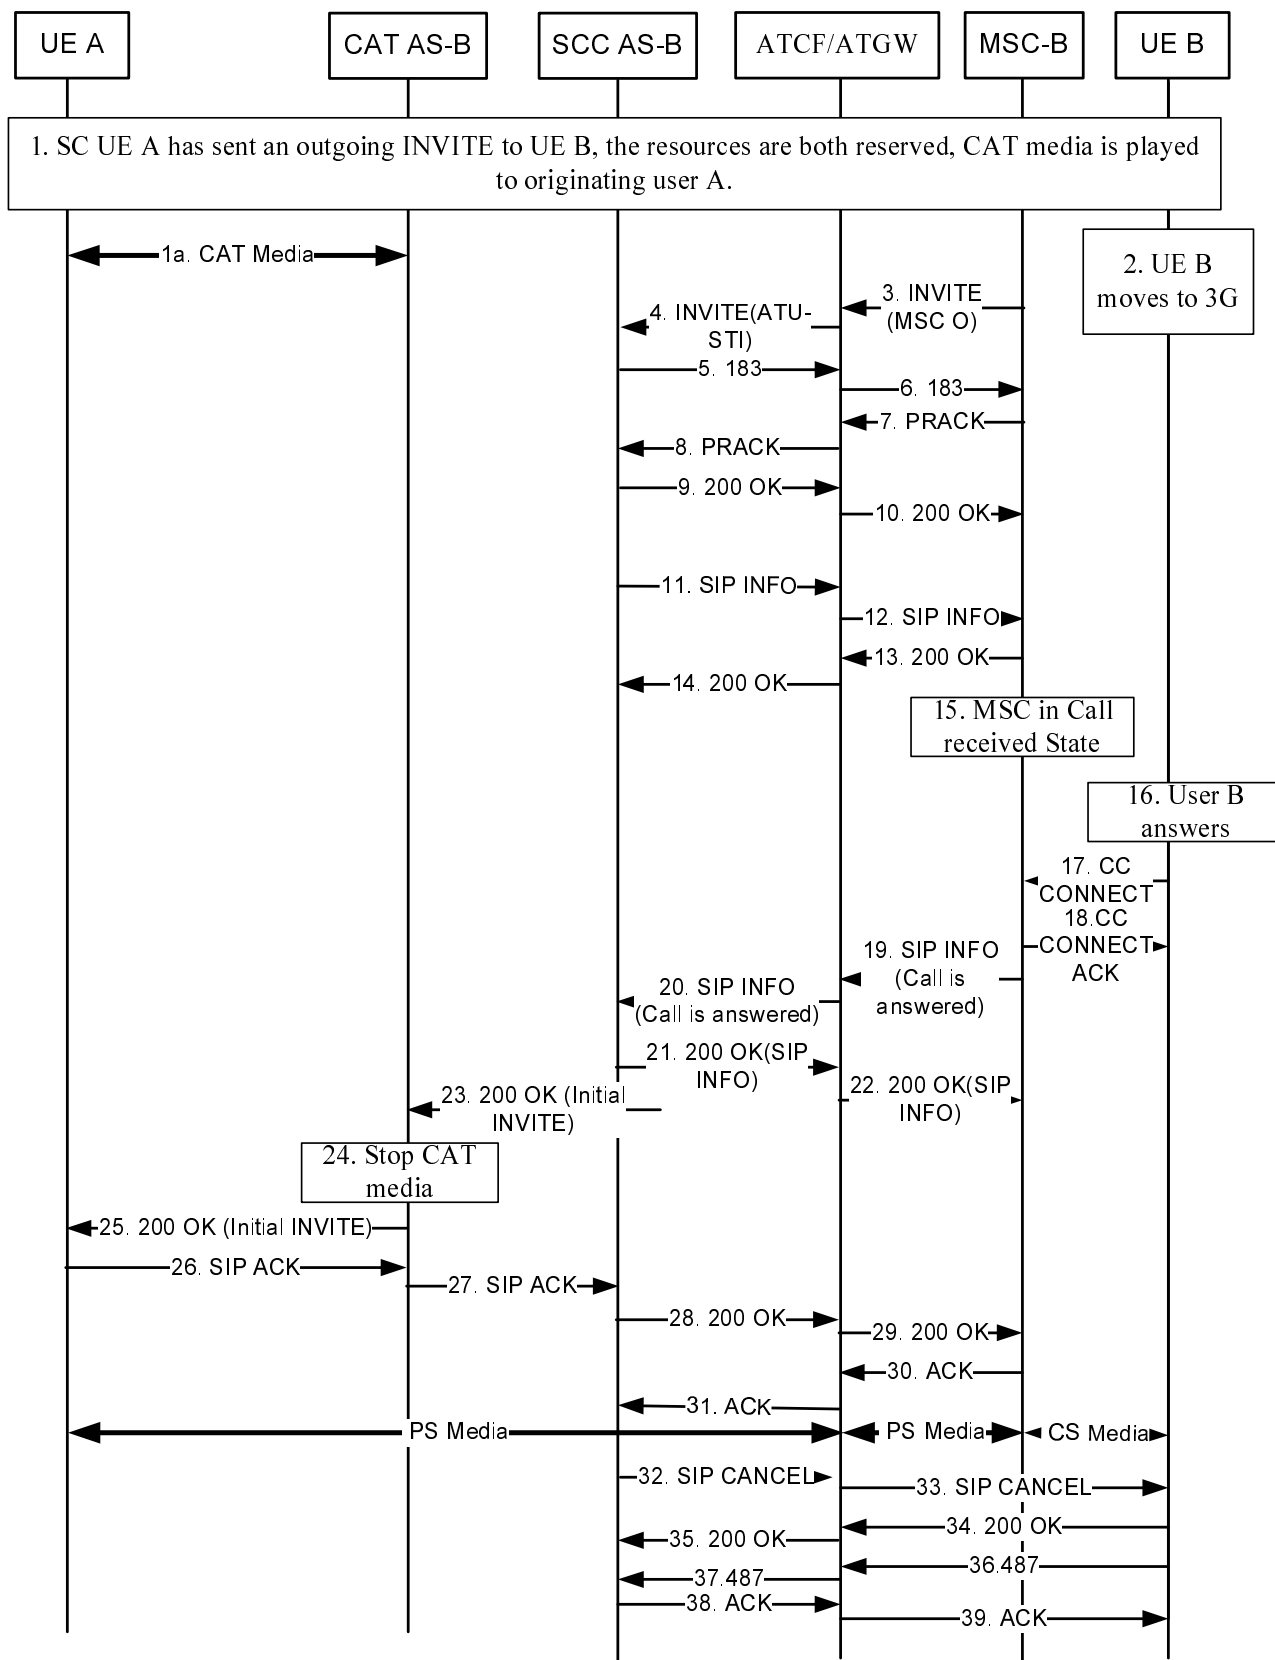 UE A
CAT AS-B
SCC AS-B
ATCF/ATGW
MSC-B
UE B
1. SC UE A has sent an outgoing INVITE to UE B, the resources are both reserved, CAT media is played
to originating user A.
1a. CAT Media
2. UE B
moves to 3G
3. INVITE
(MSC O)
4. INVITE(ATU-
STI)
5. 183
6. 183
7. PRACK
8. PRACK
9. 200 OK
10. 200 OK
11. SIP INFO
12. SIP INFO
13. 200 OK
14. 200 OK
15. MSC in Call
received State
16. User B
answers
17. CC
CONNECT
18.CC
CONNECT
ACK
19. SIP INFO
(Call is
answered)
20. SIP INFO
(Call is answered)
21. 200 OK(SIP
INFO)
22. 200 OK(SIP
INFO)
23. 200 OK (Initial
INVITE)
24. Stop CAT
media
25. 200 OK (Initial INVITE)
26. SIP ACK
27. SIP ACK
28. 200 OK
29. 200 OK
30. ACK
31. ACK
PS Media
PS Media
CS Media
32. SIP CANCEL
33. SIP CANCEL
34. 200 OK
35. 200 OK
36.487
37.487
38. ACK
39. ACK